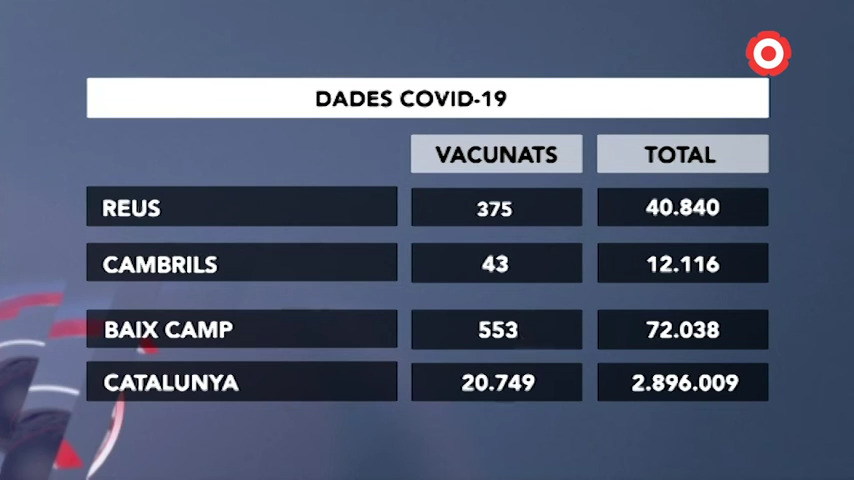 DADES COVID-19
VACUNATS TOTAL
REUS 375 40.840
CAMBRILS 43 12.116
BAIX CAMP 553 72.038
CATALUNYA 20.749 2.896.009